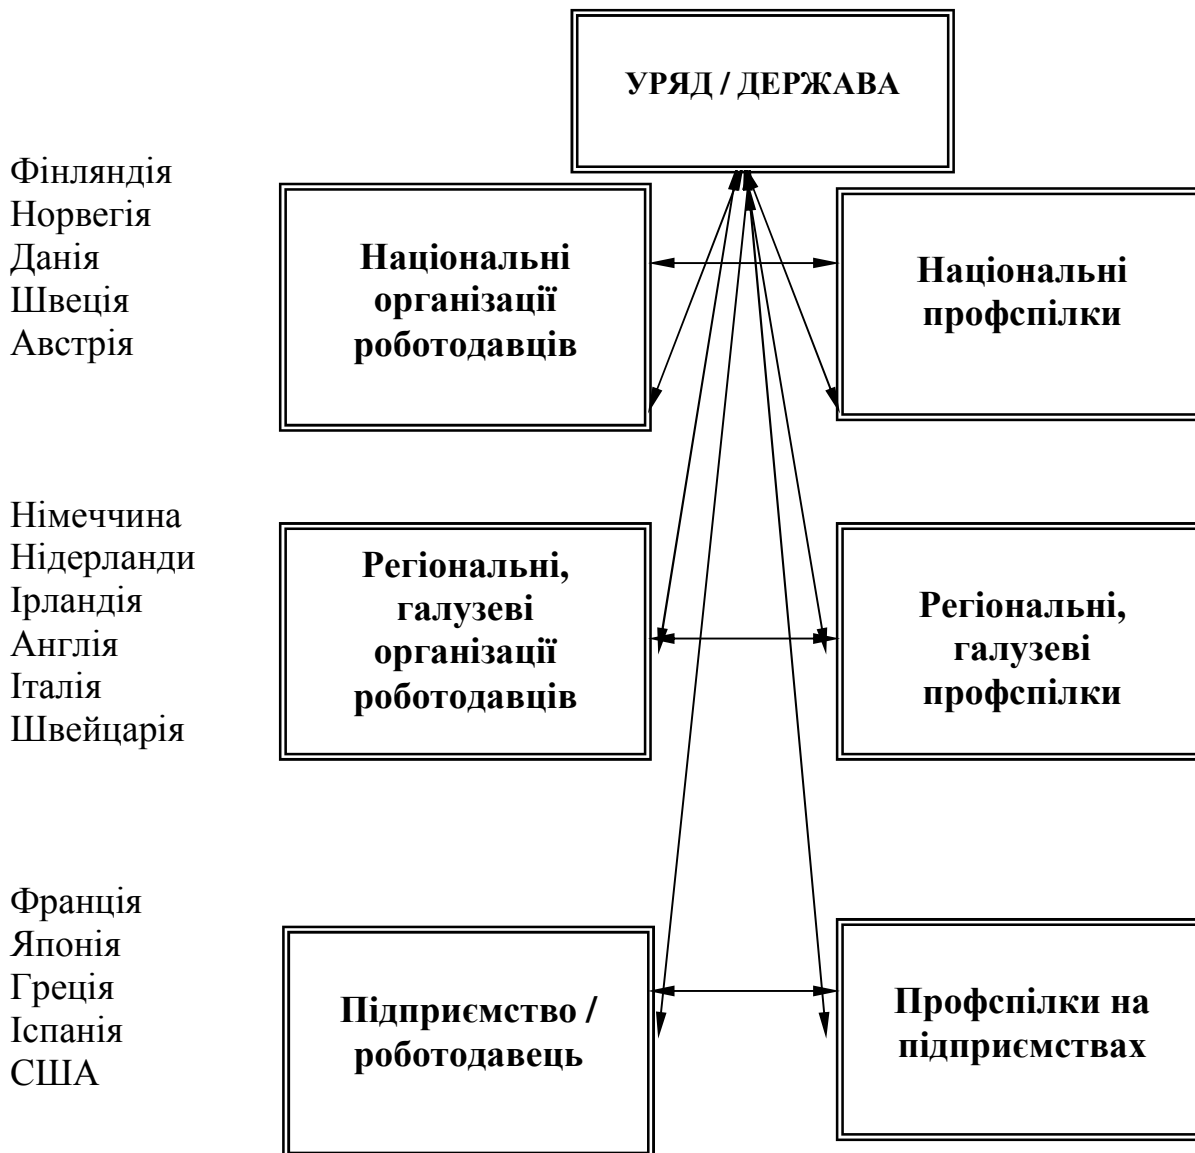 УРЯД / ДЕРЖАВА
Фінляндія
Норвегія
Данія
Швеція
Австрія
Національні
організації
роботодавців
Національні
профспілки
Німеччина
Нідерланди
Ірландія
Англія
Італія
Швейцарія
Регіональні,
галузеві
організації
роботодавців
Регіональні,
галузеві
профспілки
Франція
Японія
Греція
Іспанія
США
Підприємство /
роботодавець
Профспілки на
підприємствах